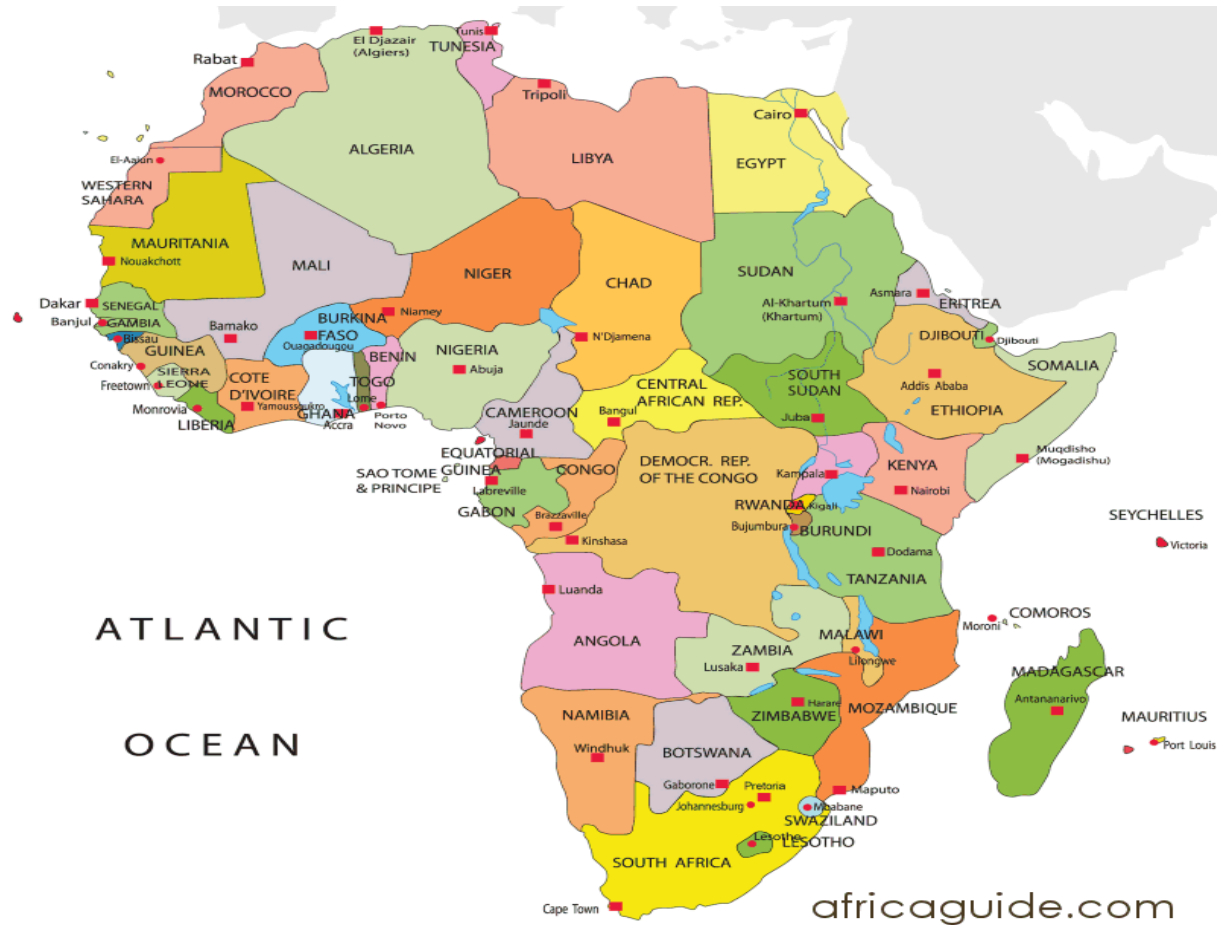 El Djazair
(Algiers)
Tunis
TUNESIA
Rabat
MOROCCO
Tripoli
Cairo
ALGERIA
LIBYA
EGYPT
El-Aaiun
WESTERN
SAHARA
MAURITANIA
Nouakchott
MALI
NIGER
CHAD
SUDAN
Al-Khartum
(Khartum)
Asmara
ERITREA
Dakar
SENEGAL
Banjul
GAMBIA
Bissau
Bamako
BURKINA
FASO
Ouagadougou
Niamey
N'Djamena
DJIBOUTI
Djibouti
GUINEA
Conakry
SIERRA
LEONE
Freetown
Monrovia
LIBERIA
COTE
D'IVOIRE
Yamoussoukro
GHANA
Accra
TOGO
Lome
BENIN
Porto
Novo
NIGERIA
Abuja
SOMALIA
SOUTH
SUDAN
Juba
Addis Ababa
ETHIOPIA
CENTRAL
AFRICAN REP.
Bangul
CAMEROON
Jaunde
EQUATORIAL
GUINEA
SAO TOME
& PRINCIPE
Labreville
GABON
CONGO
Brazzaville
Kinshasa
DEMOCR. REP.
OF THE CONGO
Kampala
KENYA
Nairobi
Muqdisho
(Mogadishu)
RWANDA
Kigali
Bujumbura
BURUNDI
Dodama
TANZANIA
SEYCHELLES
Victoria
Luanda
ANGOLA
ATLANTIC
OCEAN
ZAMBIA
Lusaka
MALAWI
Lilongwe
Moroni
COMOROS
MADAGASCAR
Antananarivo
MAURITIUS
Port Louis
NAMIBIA
Windhuk
BOTSWANA
Gaborone
ZIMBABWE
Harare
MOZAMBIQUE
Maputo
Pretoria
Johannesburg
Mbabane
SWAZILAND
Lesotho
LESOTHO
SOUTH AFRICA
Cape Town
africaguide.com